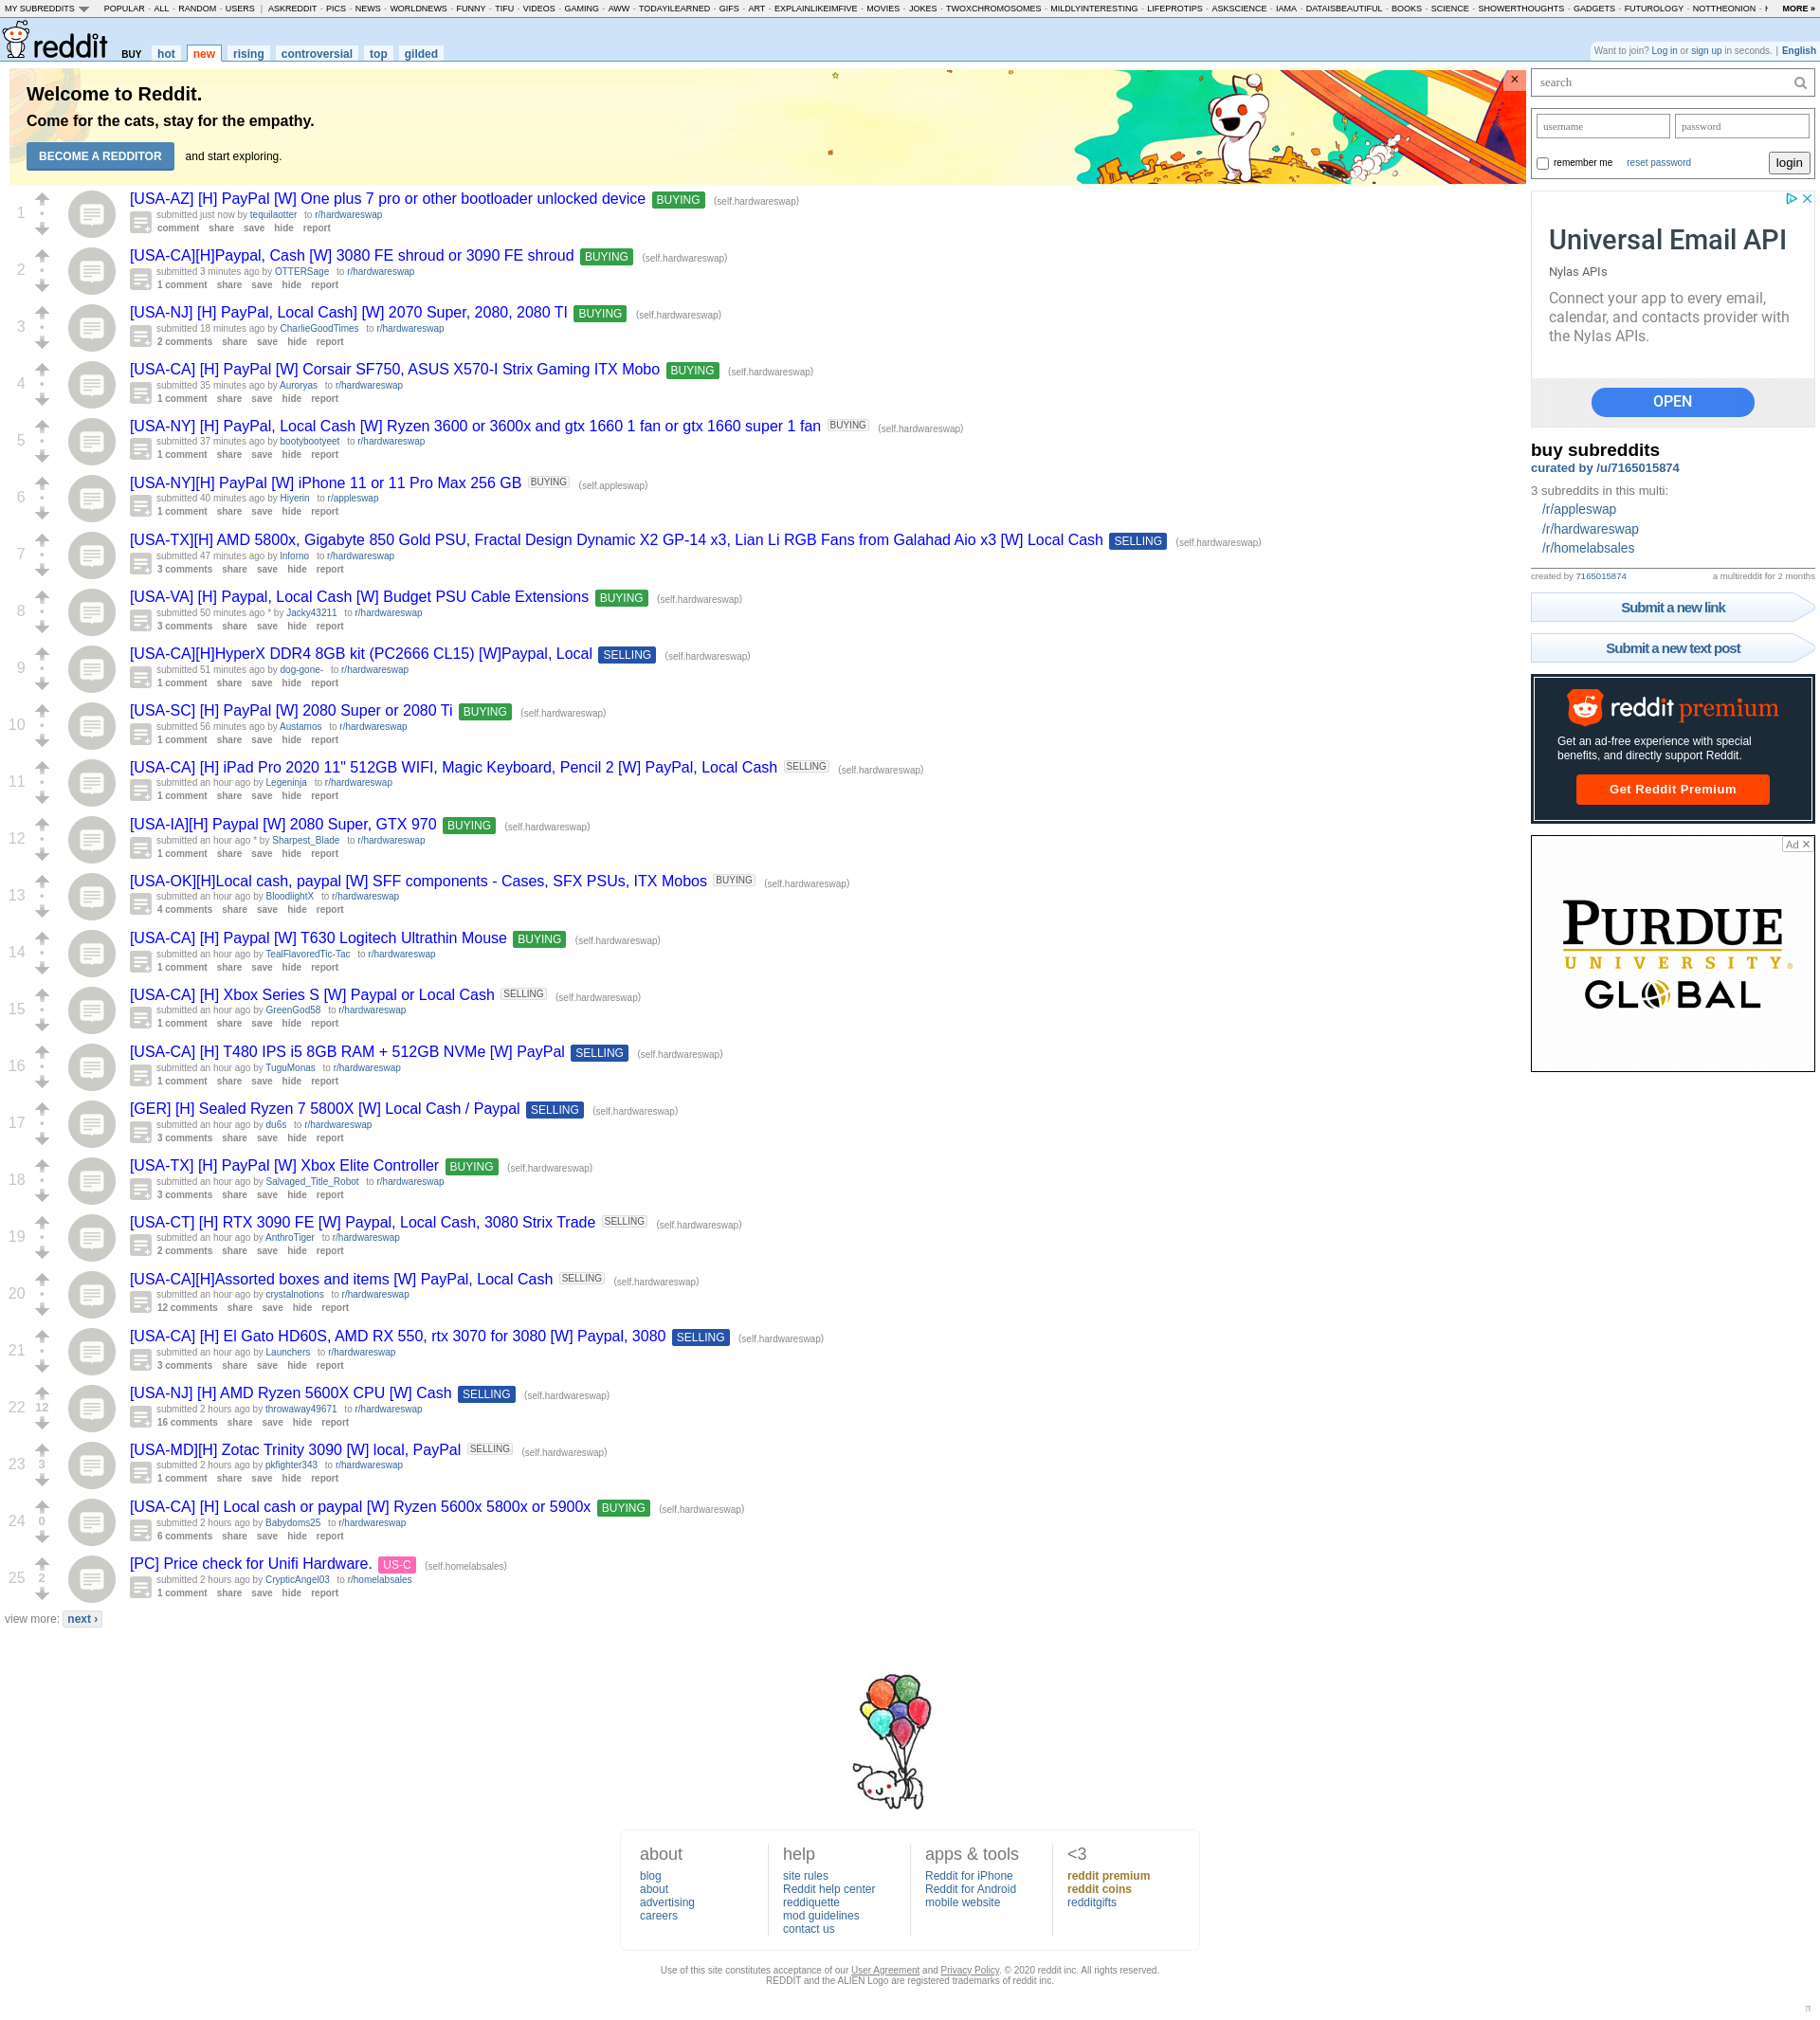 MY SUBREDDITS POPULAR - ALL - RANDOM - USERS | ASKREDDIT - PICS - NEWS - WORLDNEWS - FUNNY - TIFU - VIDEOS - GAMING - AWW - TODAYILEARNED - GIFS - ART - EXPLAINLIKEIMFIVE - MOVIES - JOKES - TWOXCHROMOSOMES - MILDLYINTERESTING - LIFEPROTIPS - ASKSCIENCE - IAMA - DATAISBEAUTIFUL - BOOKS - SCIENCE - SHOWERTHOUGHTS - GADGETS - FUTUROLOGY - NOTTHEONION - MORE »
reddit BUY hot new rising controversial top gilded
Want to join? Log in or sign up in seconds. | English
Welcome to Reddit.
Come for the cats, stay for the empathy.
BECOME A REDDITOR and start exploring.
×
1
[USA-AZ] [H] PayPal [W] One plus 7 pro or other bootloader unlocked device BUYING (self.hardwareswap)
submitted just now by tequilaotter to r/hardwareswap
comment share save hide report
2
[USA-CA][H]Paypal, Cash [W] 3080 FE shroud or 3090 FE shroud BUYING (self.hardwareswap)
submitted 3 minutes ago by OTTERSage to r/hardwareswap
1 comment share save hide report
3
[USA-NJ] [H] PayPal, Local Cash] [W] 2070 Super, 2080, 2080 TI BUYING (self.hardwareswap)
submitted 18 minutes ago by CharlieGoodTimes to r/hardwareswap
2 comments share save hide report
4
[USA-CA] [H] PayPal [W] Corsair SF750, ASUS X570-I Strix Gaming ITX Mobo BUYING (self.hardwareswap)
submitted 35 minutes ago by Auroryas to r/hardwareswap
1 comment share save hide report
5
[USA-NY] [H] PayPal, Local Cash [W] Ryzen 3600 or 3600x and gtx 1660 1 fan or gtx 1660 super 1 fan BUYING (self.hardwareswap)
submitted 37 minutes ago by bootybootyeet to r/hardwareswap
1 comment share save hide report
6
[USA-NY][H] PayPal [W] iPhone 11 or 11 Pro Max 256 GB BUYING (self.appleswap)
submitted 40 minutes ago by Hiyerin to r/appleswap
1 comment share save hide report
7
[USA-TX][H] AMD 5800x, Gigabyte 850 Gold PSU, Fractal Design Dynamic X2 GP-14 x3, Lian Li RGB Fans from Galahad Aio x3 [W] Local Cash SELLING (self.hardwareswap)
submitted 47 minutes ago by Inforno to r/hardwareswap
3 comments share save hide report
8
[USA-VA] [H] Paypal, Local Cash [W] Budget PSU Cable Extensions BUYING (self.hardwareswap)
submitted 50 minutes ago * by Jacky43211 to r/hardwareswap
3 comments share save hide report
9
[USA-CA][H]HyperX DDR4 8GB kit (PC2666 CL15) [W]Paypal, Local SELLING (self.hardwareswap)
submitted 51 minutes ago by dog-gone- to r/hardwareswap
1 comment share save hide report
10
[USA-SC] [H] PayPal [W] 2080 Super or 2080 Ti BUYING (self.hardwareswap)
submitted 56 minutes ago by Austamos to r/hardwareswap
1 comment share save hide report
11
[USA-CA] [H] iPad Pro 2020 11" 512GB WIFI, Magic Keyboard, Pencil 2 [W] PayPal, Local Cash SELLING (self.hardwareswap)
submitted an hour ago by Legeninja to r/hardwareswap
1 comment share save hide report
12
[USA-IA][H] Paypal [W] 2080 Super, GTX 970 BUYING (self.hardwareswap)
submitted an hour ago * by Sharpest_Blade to r/hardwareswap
1 comment share save hide report
13
[USA-OK][H]Local cash, paypal [W] SFF components - Cases, SFX PSUs, ITX Mobos BUYING (self.hardwareswap)
submitted an hour ago by BloodlightX to r/hardwareswap
4 comments share save hide report
14
[USA-CA] [H] Paypal [W] T630 Logitech Ultrathin Mouse BUYING (self.hardwareswap)
submitted an hour ago by TealFlavoredTic-Tac to r/hardwareswap
1 comment share save hide report
15
[USA-CA] [H] Xbox Series S [W] Paypal or Local Cash SELLING (self.hardwareswap)
submitted an hour ago by GreenGod58 to r/hardwareswap
1 comment share save hide report
16
[USA-CA] [H] T480 IPS i5 8GB RAM + 512GB NVMe [W] PayPal SELLING (self.hardwareswap)
submitted an hour ago by TuguMonas to r/hardwareswap
1 comment share save hide report
17
[GER] [H] Sealed Ryzen 7 5800X [W] Local Cash / Paypal SELLING (self.hardwareswap)
submitted an hour ago by du6s to r/hardwareswap
3 comments share save hide report
18
[USA-TX] [H] PayPal [W] Xbox Elite Controller BUYING (self.hardwareswap)
submitted an hour ago by Salvaged_Title_Robot to r/hardwareswap
3 comments share save hide report
19
[USA-CT] [H] RTX 3090 FE [W] Paypal, Local Cash, 3080 Strix Trade SELLING (self.hardwareswap)
submitted an hour ago by AnthroTiger to r/hardwareswap
2 comments share save hide report
20
[USA-CA][H]Assorted boxes and items [W] PayPal, Local Cash SELLING (self.hardwareswap)
submitted an hour ago by crystalnotions to r/hardwareswap
12 comments share save hide report
21
[USA-CA] [H] El Gato HD60S, AMD RX 550, rtx 3070 for 3080 [W] Paypal, 3080 SELLING (self.hardwareswap)
submitted an hour ago by Launchers to r/hardwareswap
3 comments share save hide report
22 12
[USA-NJ] [H] AMD Ryzen 5600X CPU [W] Cash SELLING (self.hardwareswap)
submitted 2 hours ago by throwaway49671 to r/hardwareswap
16 comments share save hide report
23 3
[USA-MD][H] Zotac Trinity 3090 [W] local, PayPal SELLING (self.hardwareswap)
submitted 2 hours ago by pkfighter343 to r/hardwareswap
1 comment share save hide report
24 0
[USA-CA] [H] Local cash or paypal [W] Ryzen 5600x 5800x or 5900x BUYING (self.hardwareswap)
submitted 2 hours ago by Babydoms25 to r/hardwareswap
6 comments share save hide report
25 2
[PC] Price check for Unifi Hardware. US-C (self.homelabsales)
submitted 2 hours ago by CrypticAngel03 to r/homelabsales
1 comment share save hide report
view more: next ›
search
username password
remember me reset password login
Universal Email API
Nylas APIs
Connect your app to every email,
calendar, and contacts provider with
the Nylas APIs.
OPEN
buy subreddits
curated by /u/7165015874
3 subreddits in this multi:
/r/appleswap
/r/hardwareswap
/r/homelabsales
created by 7165015874 a multireddit for 2 months
Submit a new link
Submit a new text post
reddit premium
Get an ad-free experience with special
benefits, and directly support Reddit.
Get Reddit Premium
Ad ✕
PURDUE
UNIVERSITY®
GLOBAL
about
blog
about
advertising
careers
help
site rules
Reddit help center
reddiquette
mod guidelines
contact us
apps & tools
Reddit for iPhone
Reddit for Android
mobile website
<3
reddit premium
reddit coins
redditgifts
Use of this site constitutes acceptance of our User Agreement and Privacy Policy. © 2020 reddit inc. All rights reserved.
REDDIT and the ALIEN Logo are registered trademarks of reddit inc.
π